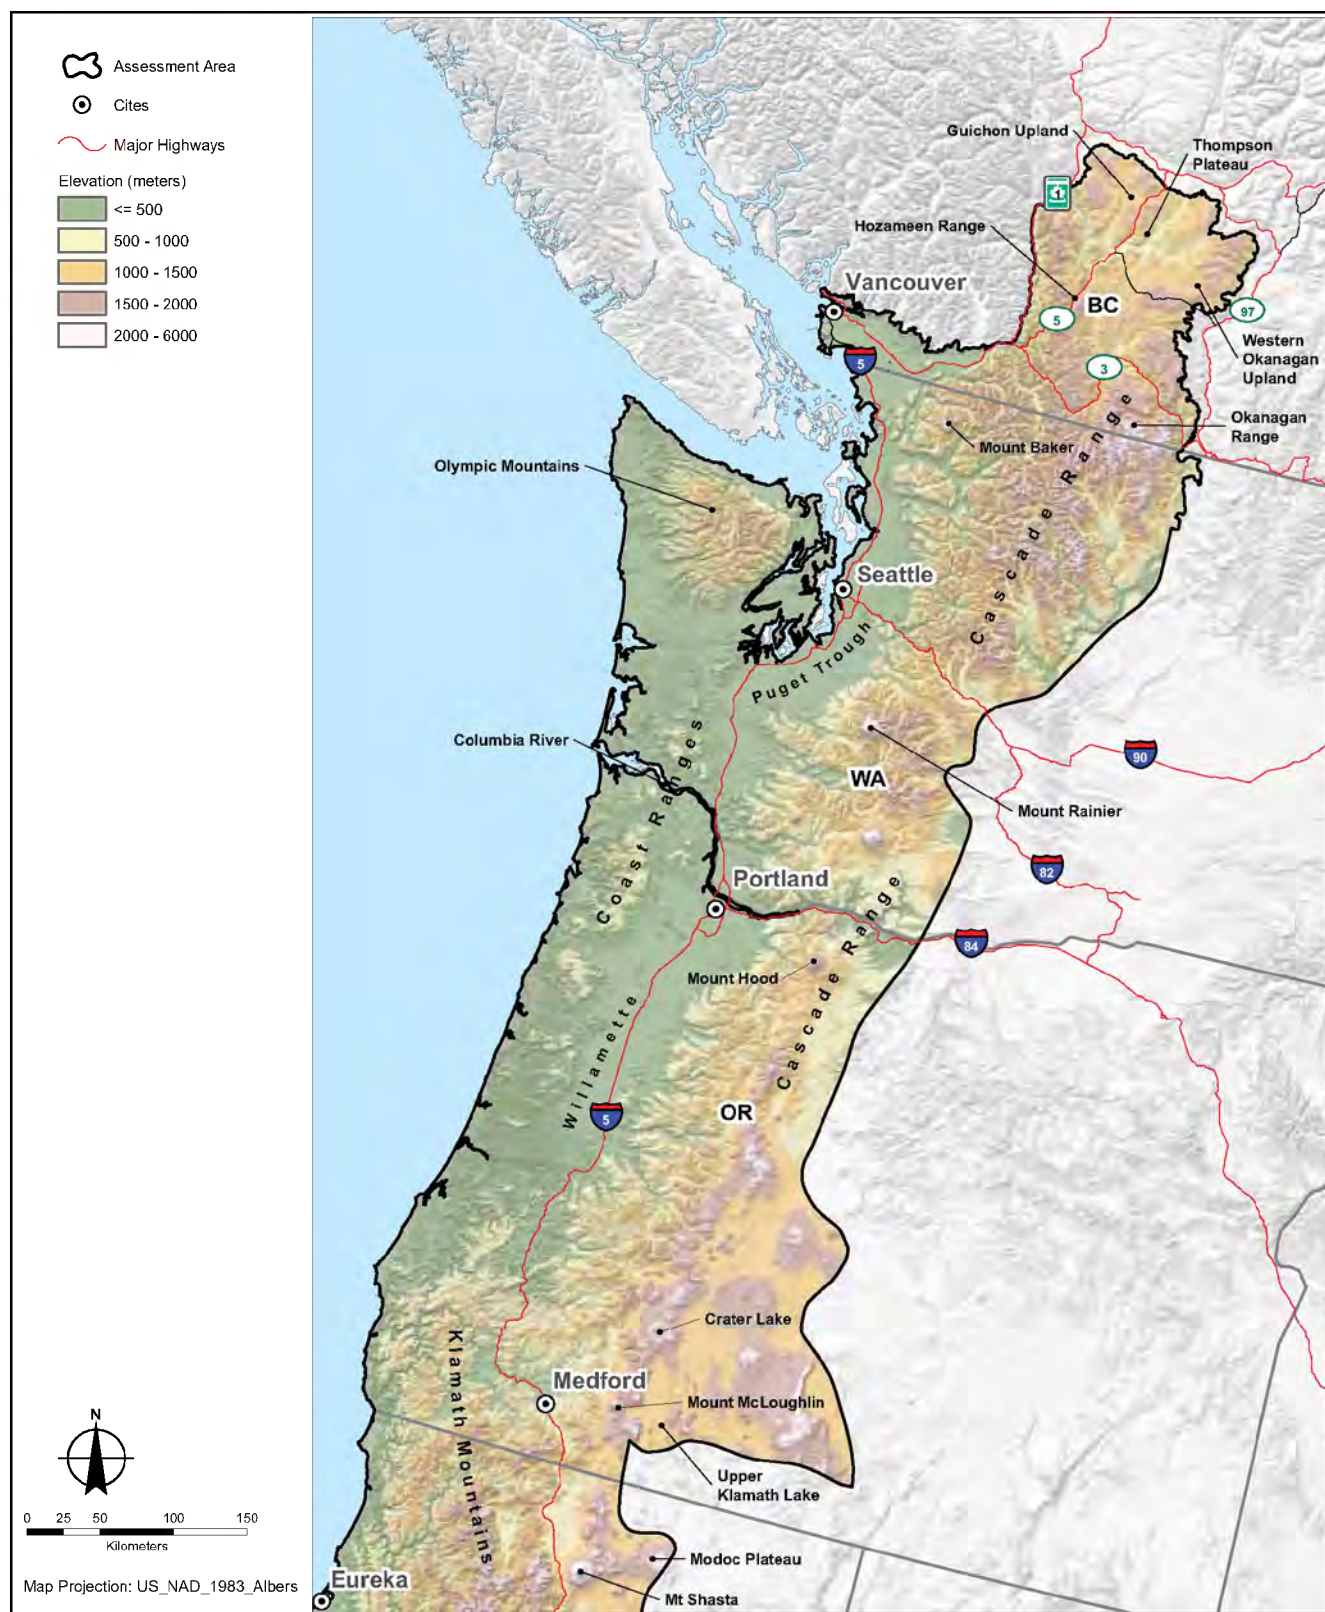 Assessment Area
Cites
Major Highways
Elevation (meters)
<= 500
500 - 1000
1000 - 1500
1500 - 2000
2000 - 6000
Guichon Upland
Thompson
Plateau
1
Hozameen Range
Vancouver
BC
5
97
5
3
Western
Okanagan
Upland
Okanagan
Range
Mount Baker
Cascade Range
Olympic Mountains
Seattle
Puget Trough
Columbia River
Coast Ranges
WA
90
Mount Rainier
82
Portland
84
Mount Hood
Cascade Range
Willamette
5
OR
Crater Lake
Klamath Mountains
Medford
Mount McLoughlin
Upper
Klamath Lake
Modoc Plateau
Mt Shasta
Eureka
N
0 25 50 100 150
Kilometers
Map Projection: US_NAD_1983_Albers